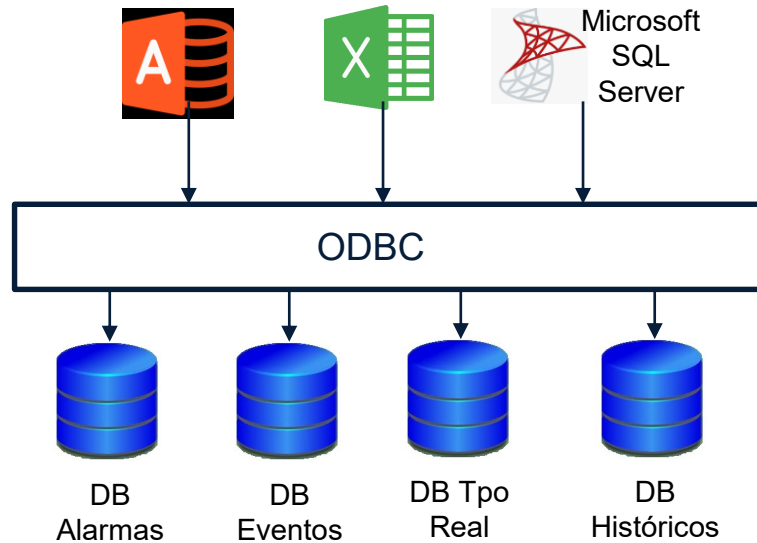 A
X
Microsoft
SQL
Server
ODBC
DB
Alarmas
DB
Eventos
DB Tpo
Real
DB
Históricos